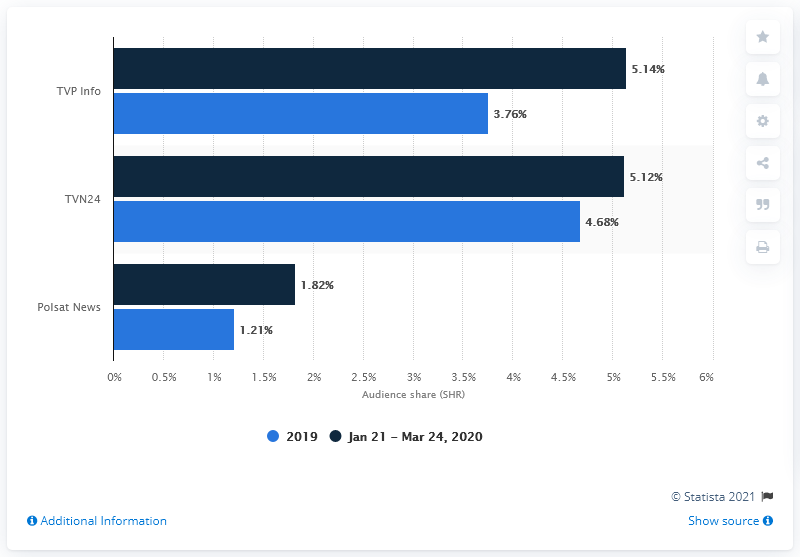 TVP Info
5.14%
3.76%
TVN24
5.12%
4.68%
Polsat News
1.82%
1.21%
0% 0.5% 1% 1.5% 2% 2.5% 3% 3.5% 4% 4.5% 5% 5.5% 6%
Audience share (SHR)
2019 Jan 21 – Mar 24, 2020
© Statista 2021
Additional Information Show source